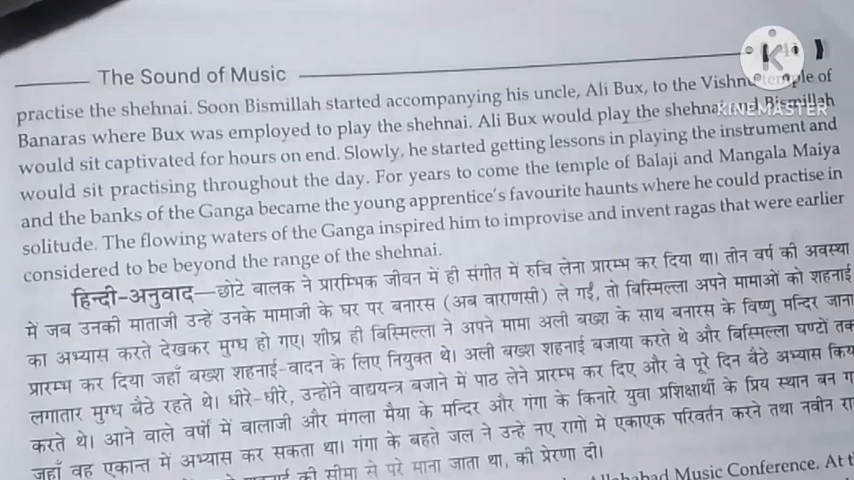 The Sound of Music
practise the shehnai. Soon Bismillah started accompanying his uncle, Ali Bux, to the Vishnu temple of
Banaras where Bux was employed to play the shehnai. Ali Bux would play the shehnai and Bismillah
would sit captivated for hours on end. Slowly, he started getting lessons in playing the instrument and
would sit practising throughout the day. For years to come the temple of Balaji and Mangala Maiya
and the banks of the Ganga became the young apprentice's favourite haunts where he could practise in
solitude. The flowing waters of the Ganga inspired him to improvise and invent ragas that were earlier
considered to be beyond the range of the shehnai.
हिन्दी-अनुवाद—छोटे बालक ने प्रारम्भिक जीवन में ही संगीत में रुचि लेना प्रारम्भ कर दिया था। तीन वर्ष की अवस्था
में जब उनकी माताजी उन्हें उनके मामाजी के घर पर बनारस (अब वाराणसी) ले गईं, तो बिस्मिल्ला अपने मामाओं को शहनाई
का अभ्यास करते देखकर मुग्ध हो गए। शीघ्र ही बिस्मिल्ला ने अपने मामा अली बख्श के साथ बनारस के विष्णु मन्दिर जाना
प्रारम्भ कर दिया जहाँ बख्श शहनाई-वादन के लिए नियुक्त थे। अली बख्श शहनाई बजाया करते थे और बिस्मिल्ला घण्टों तक
लगातार मुग्ध बैठे रहते थे। धीरे-धीरे, उन्होंने वाद्ययन्त्र बजाने में पाठ लेने प्रारम्भ कर दिए और वे पूरे दिन बैठे अभ्यास
करते थे। आने वाले वर्षों में बालाजी और मंगला मैया के मन्दिर और गंगा के किनारे युवा प्रशिक्षार्थी के प्रिय स्थान बन
जहाँ वह एकान्त में अभ्यास कर सकता था। गंगा के बहते जल ने उन्हें नए रागों में एकाएक परिवर्तन करने तथा नवीन
की सीमा से परे माना जाता था, की प्रेरणा दी।
Music Conference. At
KINEMASTER